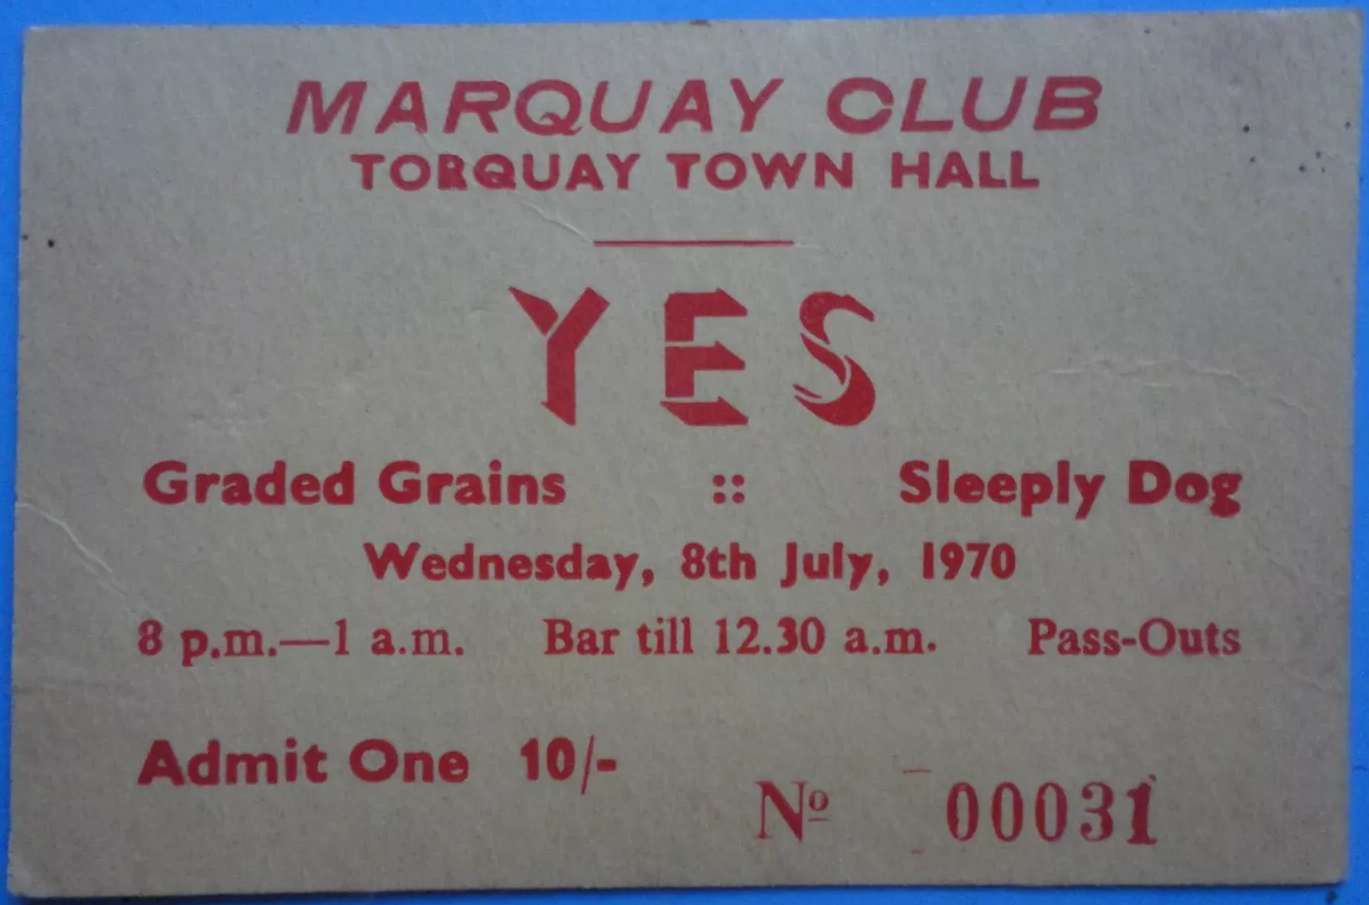 MARQUAY CLUB
TORQUAY TOWN HALL
YES
Graded Grains :: Sleeply Dog
Wednesday, 8th July, 1970
8 p.m.—1 a.m. Bar till 12.30 a.m. Pass-Outs
Admit One 10/-
Nº 00031